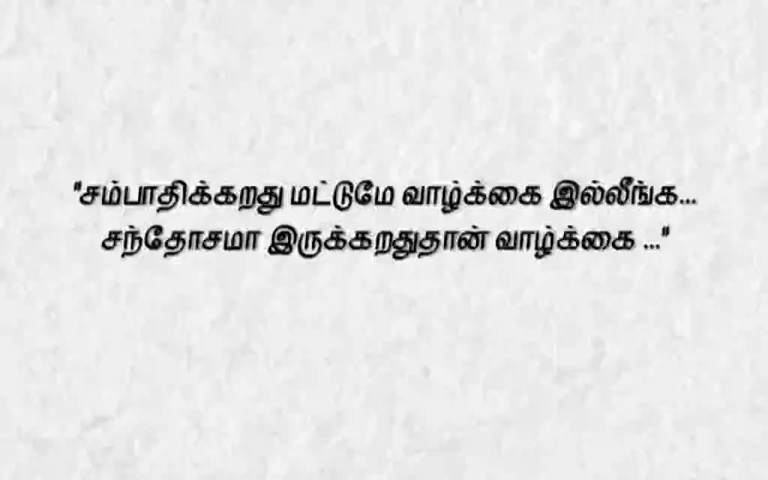 "சம்பாதிக்கறது மட்டுமே வாழ்க்கை இல்லீங்க...
சந்தோசமா இருக்கறதுதான் வாழ்க்கை ..."